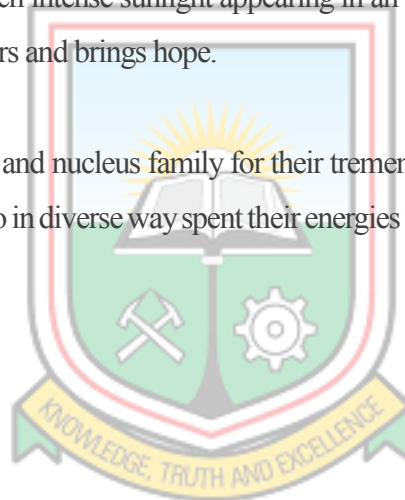 en intense sunlight appearing in an
rs and brings hope.
and nucleus family for their tremen
o in diverse way spent their energies
KNOWLEDGE, TRUTH AND EXCELLENCE